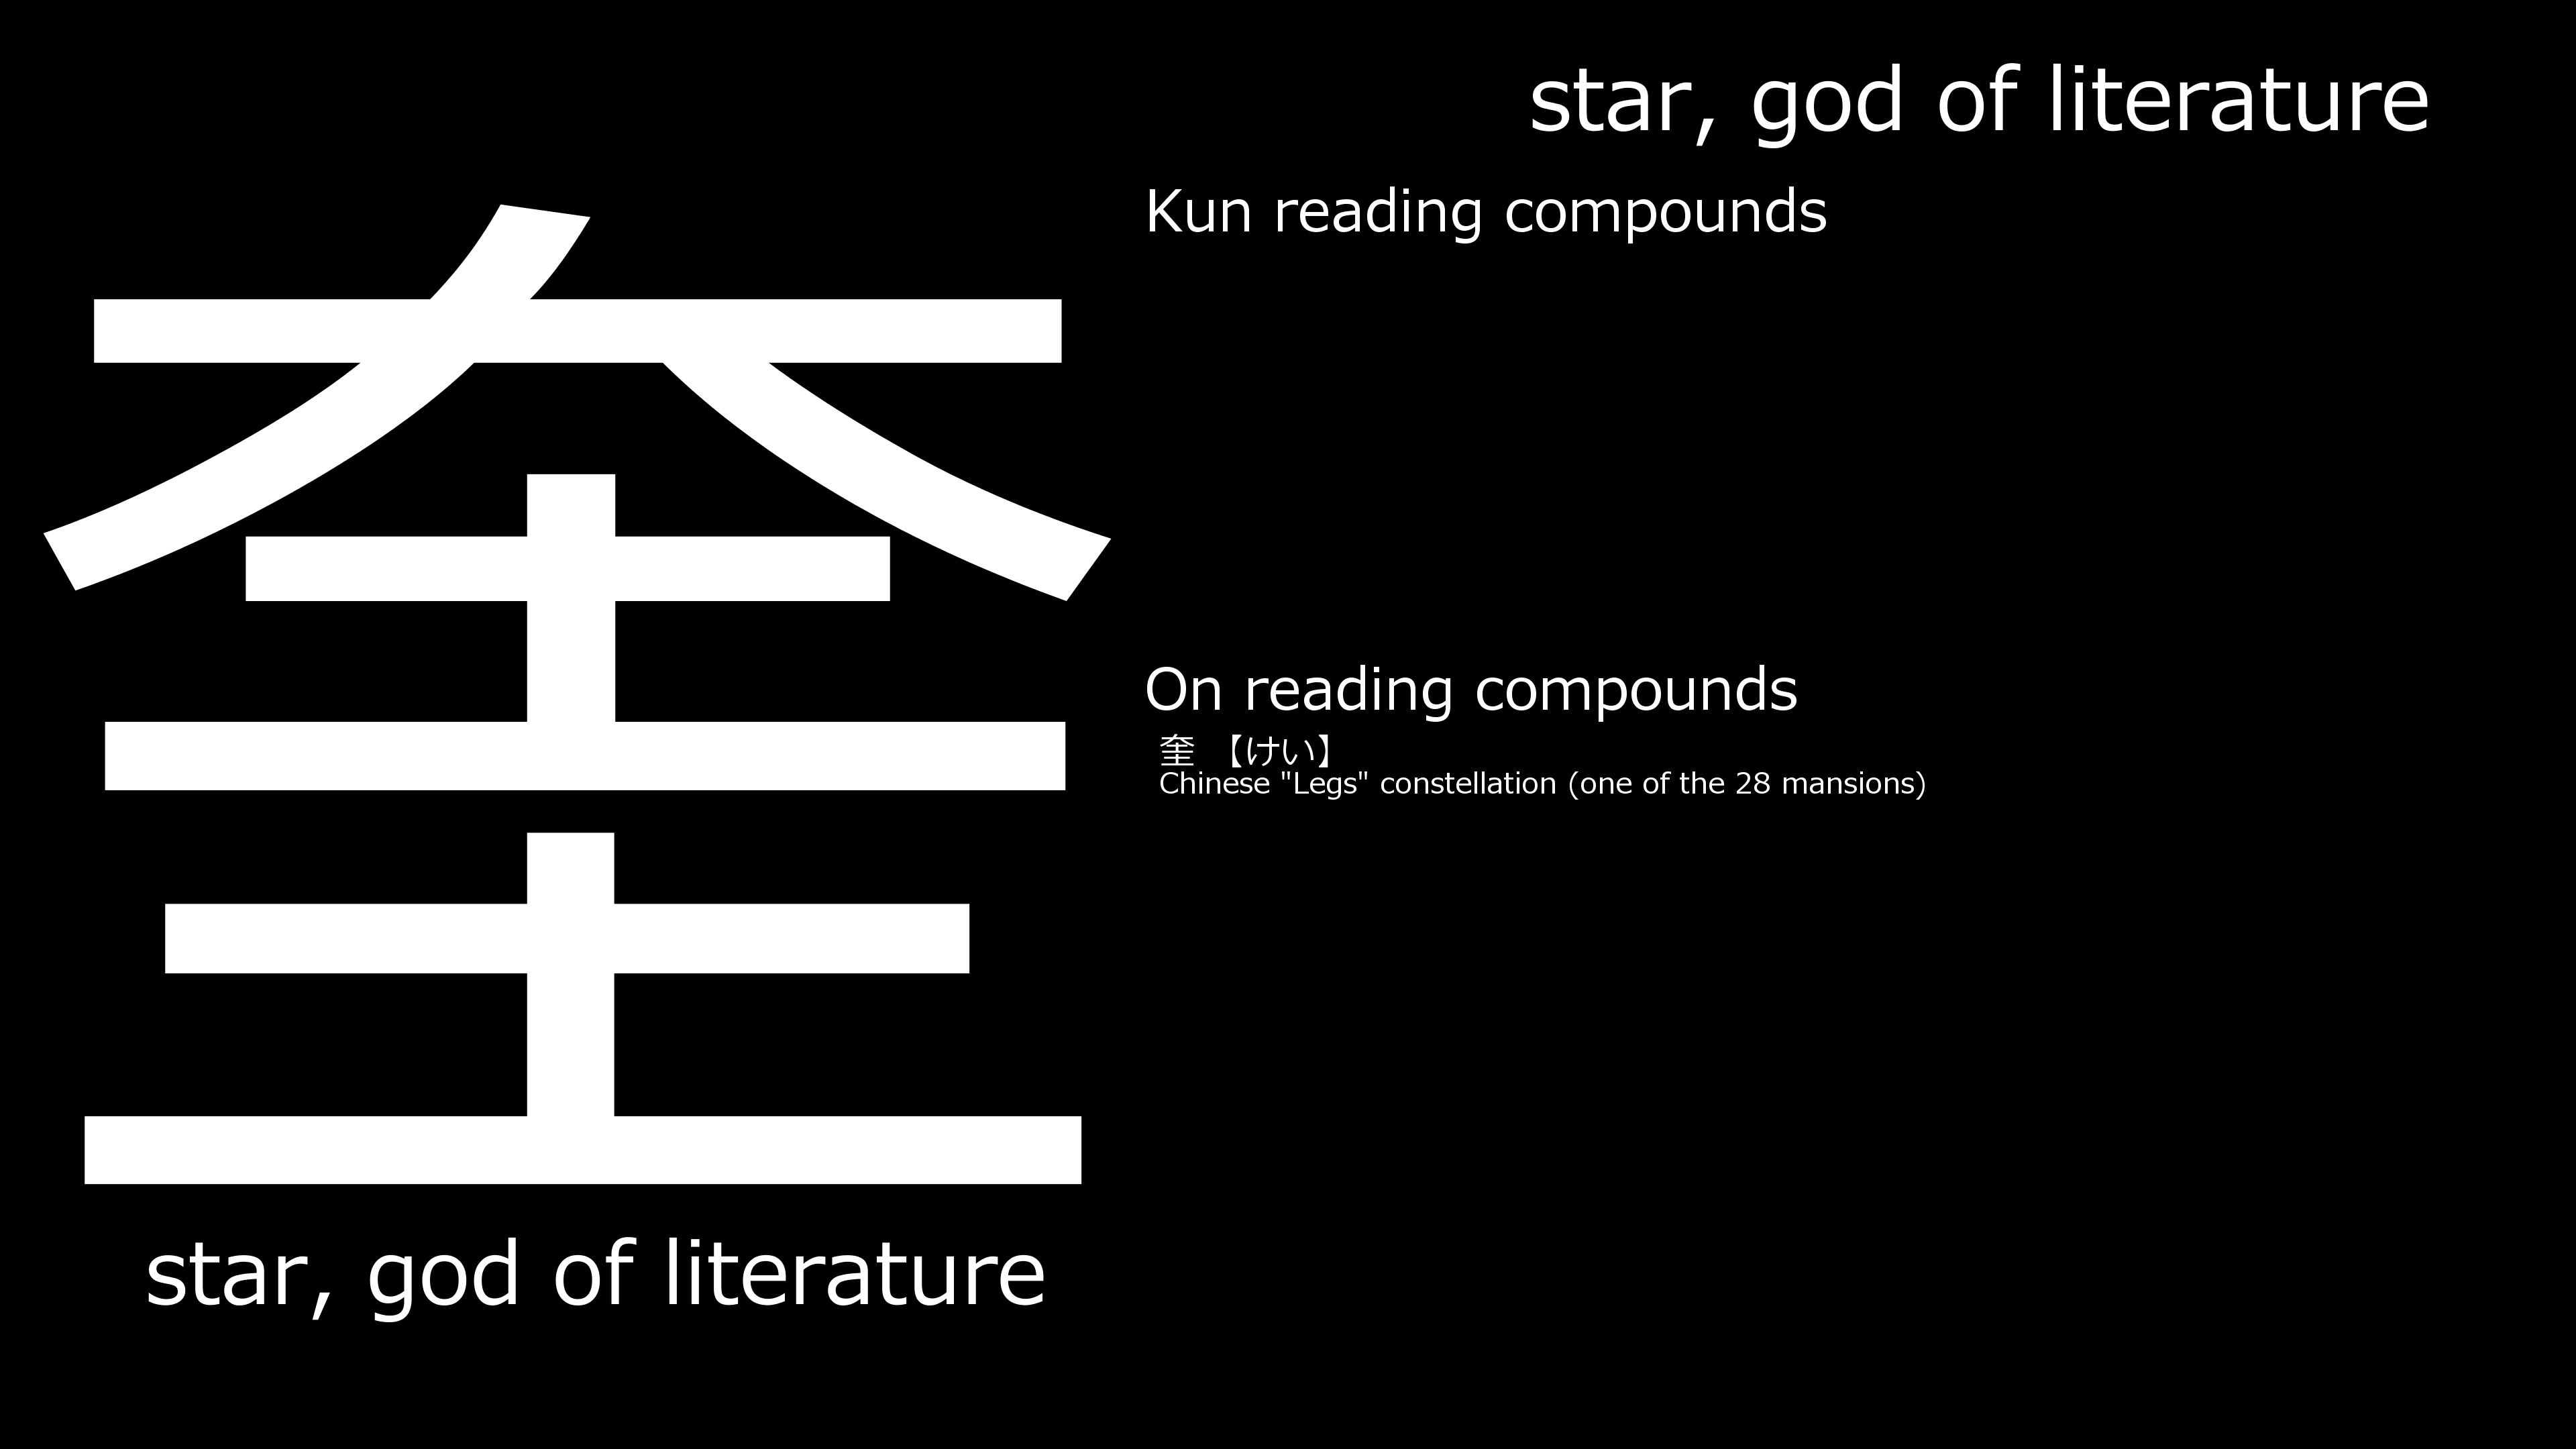 奎
star, god of literature
star, god of literature
Kun reading compounds
On reading compounds
奎 【けい】
Chinese "Legs" constellation (one of the 28 mansions)